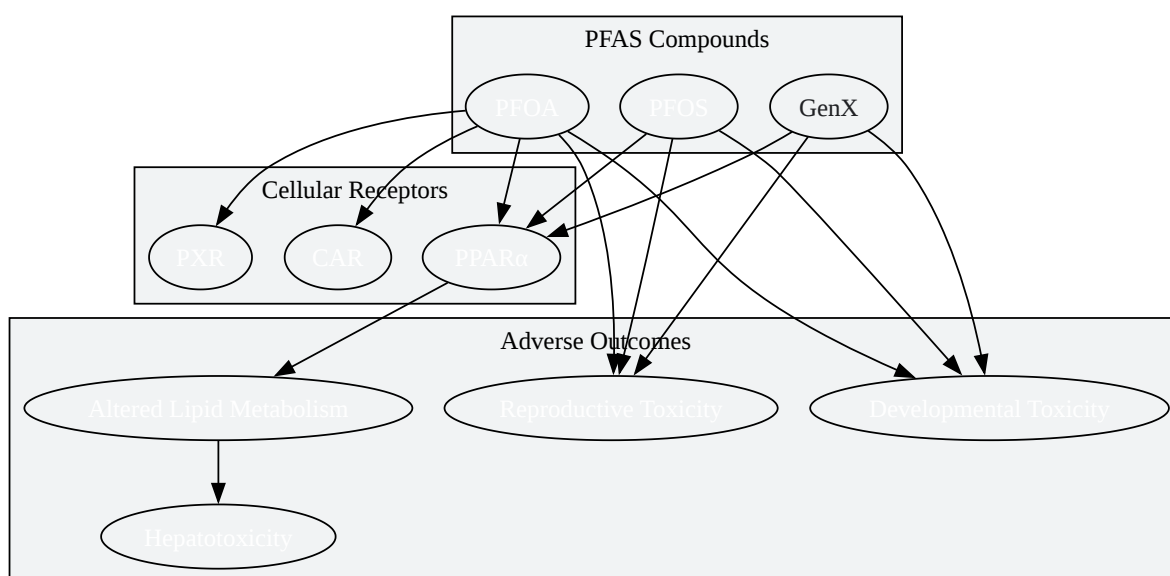 PFAS Compounds
PFOA
PFOS
GenX
Cellular Receptors
PXR
CAR
PPARα
Adverse Outcomes
Altered Lipid Metabolism
Reproductive Toxicity
Developmental Toxicity
Hepatotoxicity